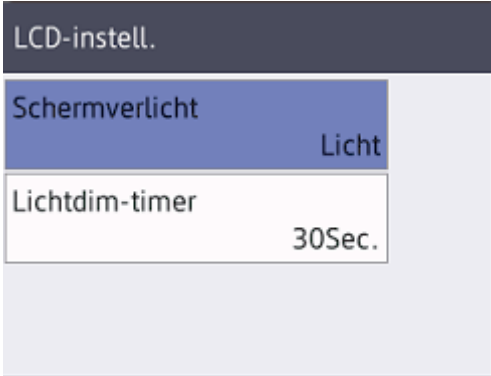 LCD-instell.
Schermverlicht
Licht
Lichtdim-timer
30Sec.